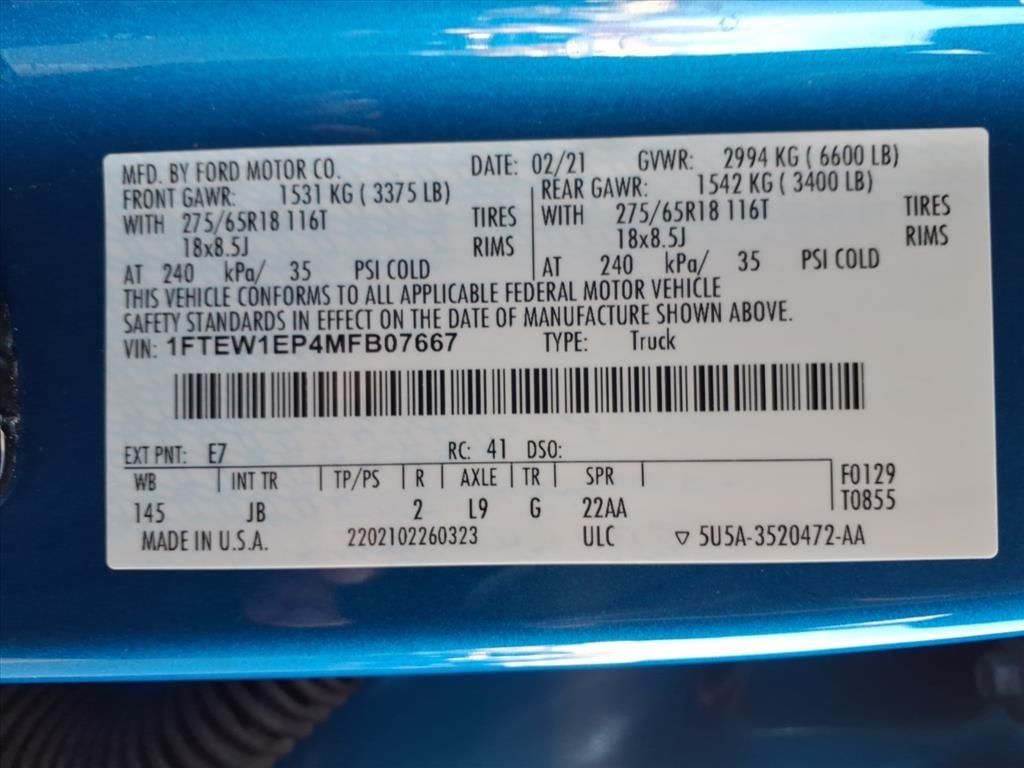 MFD. BY FORD MOTOR CO. DATE: 02/21 GVWR: 2994 KG ( 6600 LB)
FRONT GAWR: 1531 KG ( 3375 LB) REAR GAWR: 1542 KG ( 3400 LB)
WITH 275/65R18 116T TIRES WITH 275/65R18 116T TIRES
18x8.5J RIMS 18x8.5J RIMS
AT 240 kPa/ 35 PSI COLD AT 240 kPa/ 35 PSI COLD
THIS VEHICLE CONFORMS TO ALL APPLICABLE FEDERAL MOTOR VEHICLE
SAFETY STANDARDS IN EFFECT ON THE DATE OF MANUFACTURE SHOWN ABOVE.
VIN: 1FTEW1EP4MFB07667 TYPE: Truck
EXT PNT: E7 RC: 41 DSO:
WB INT TR TP/PS R AXLE TR SPR F0129
145 JB 2 L9 G 22AA T0855
MADE IN U.S.A. 2202102260323 ULC ▽ 5U5A-3520472-AA